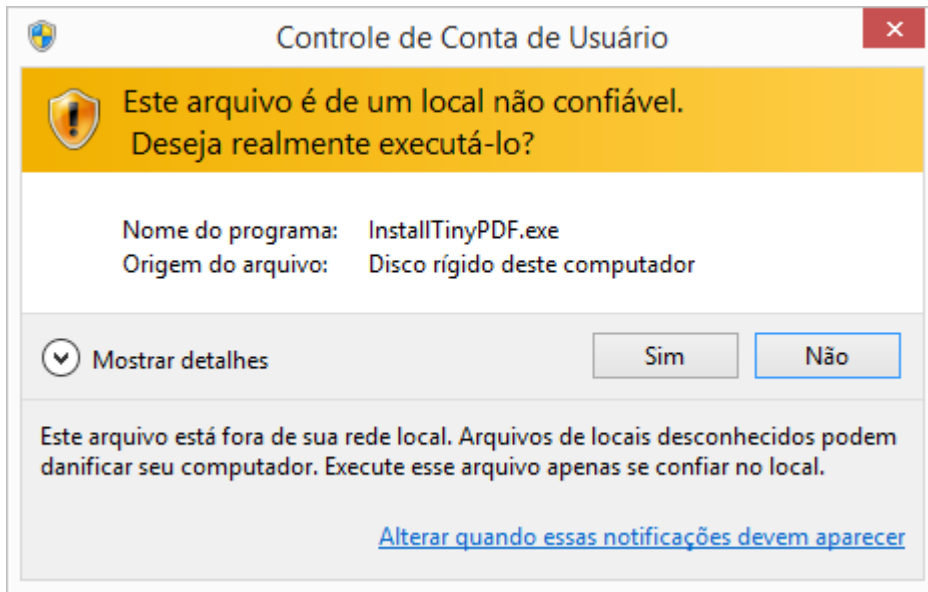 Controle de Conta de Usuário
Este arquivo é de um local não confiável.
Deseja realmente executá-lo?
Nome do programa: InstallTinyPDF.exe
Origem do arquivo: Disco rígido deste computador
Mostrar detalhes
Sim
Não
Este arquivo está fora de sua rede local. Arquivos de locais desconhecidos podem
danificar seu computador. Execute esse arquivo apenas se confiar no local.
Alterar quando essas notificações devem aparecer